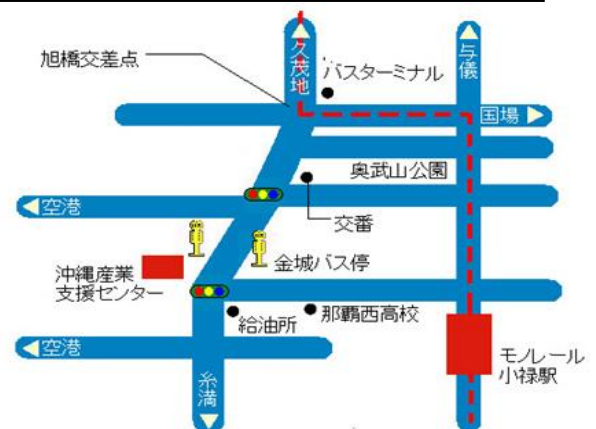 久茂地
与儀
旭橋交差点
バスターミナル
国場
奥武山公園
空港
交番
金城バス停
沖縄産業
支援センター
給油所
那覇西高校
空港
モノレール
小禄駅
糸満